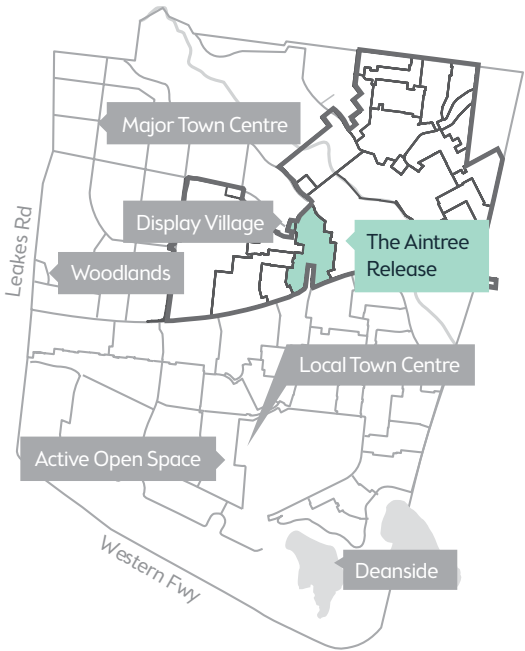 Major Town Centre
Display Village
The Aintree
Release
Leakes Rd
Woodlands
Local Town Centre
Active Open Space
Western Fwy
Deanside